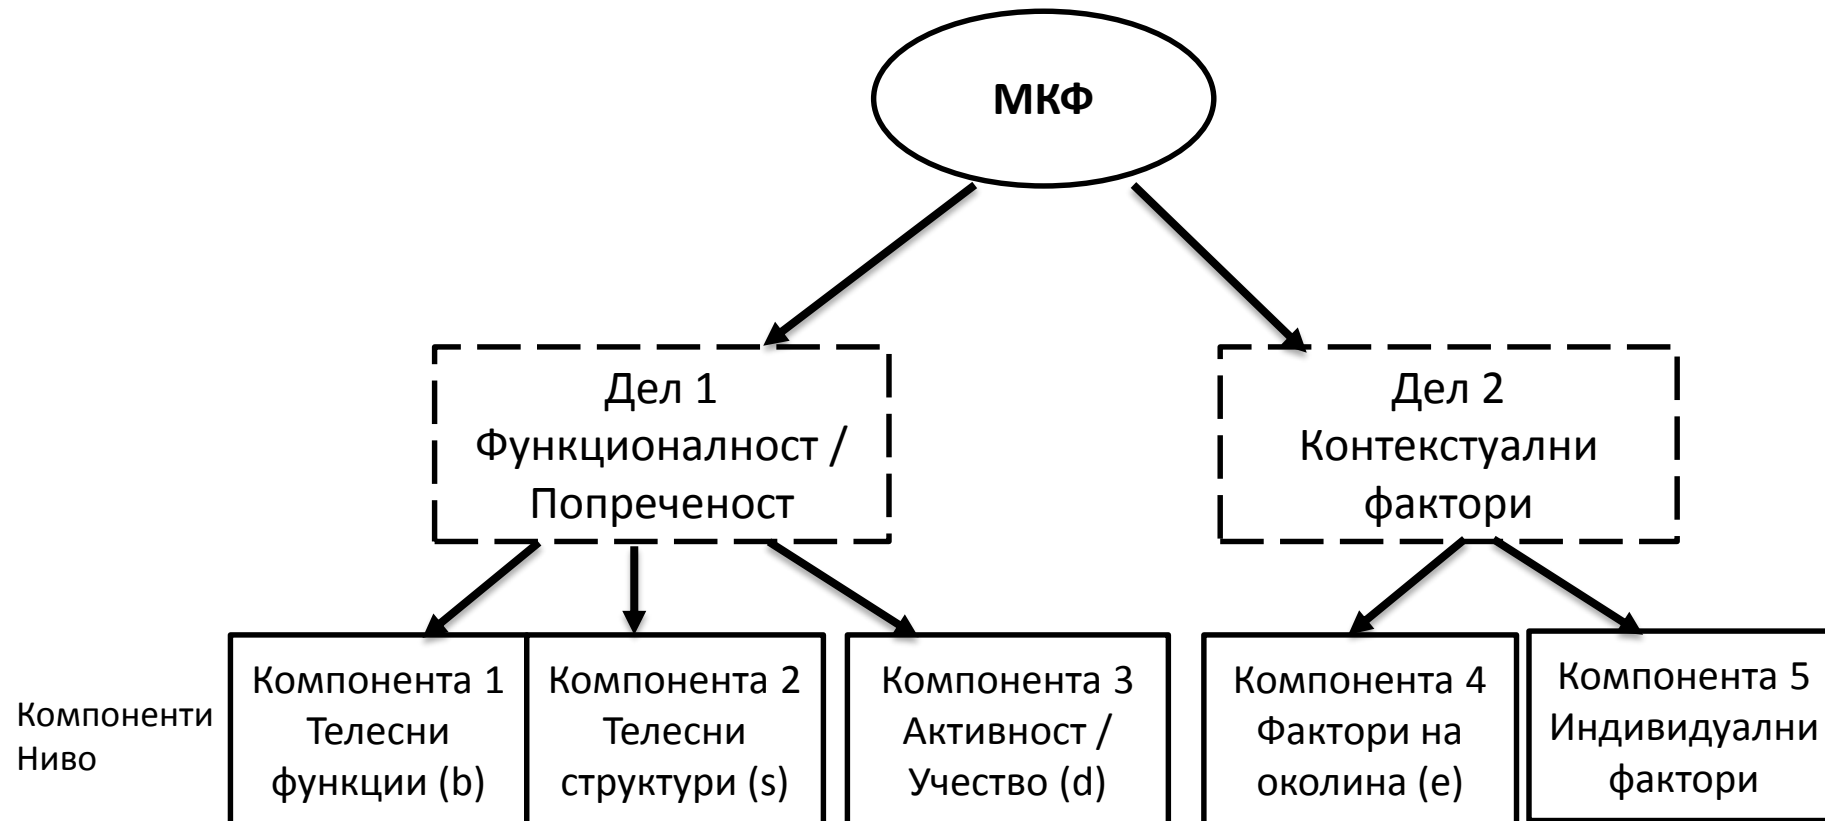 МКФ
Дел 1
Функционалност /
Попреченост
Дел 2
Контекстуални
фактори
Компоненти
Ниво
Компонента 1
Телесни
функции (b)
Компонента 2
Телесни
структури (s)
Компонента 3
Активност /
Учество (d)
Компонента 4
Фактори на
околина (e)
Компонента 5
Индивидуални
фактори